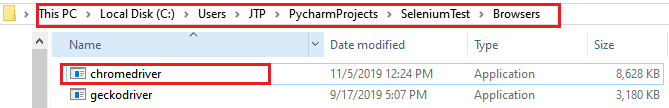 This PC > Local Disk (C:) > Users > JTP > PycharmProjects > SeleniumTest > Browsers
Name Date modified Type Size
chromedriver 11/5/2019 12:24 PM Application 8,628 KB
geckodriver 9/17/2019 5:07 PM Application 3,180 KB